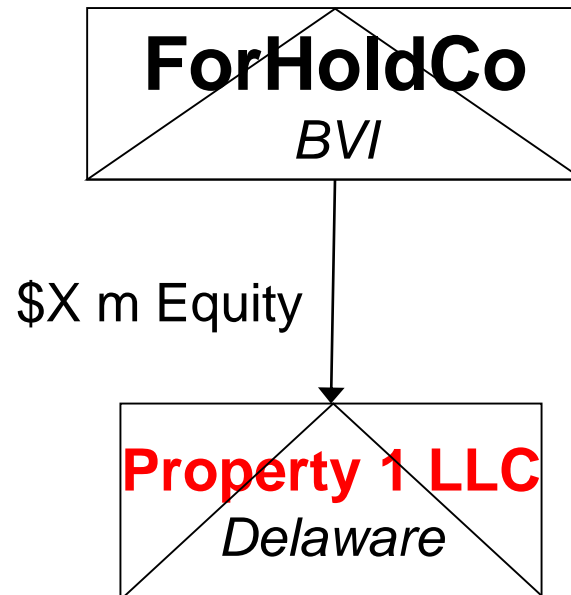 ForHoldCo
BVI
$X m Equity
Property 1 LLC
Delaware